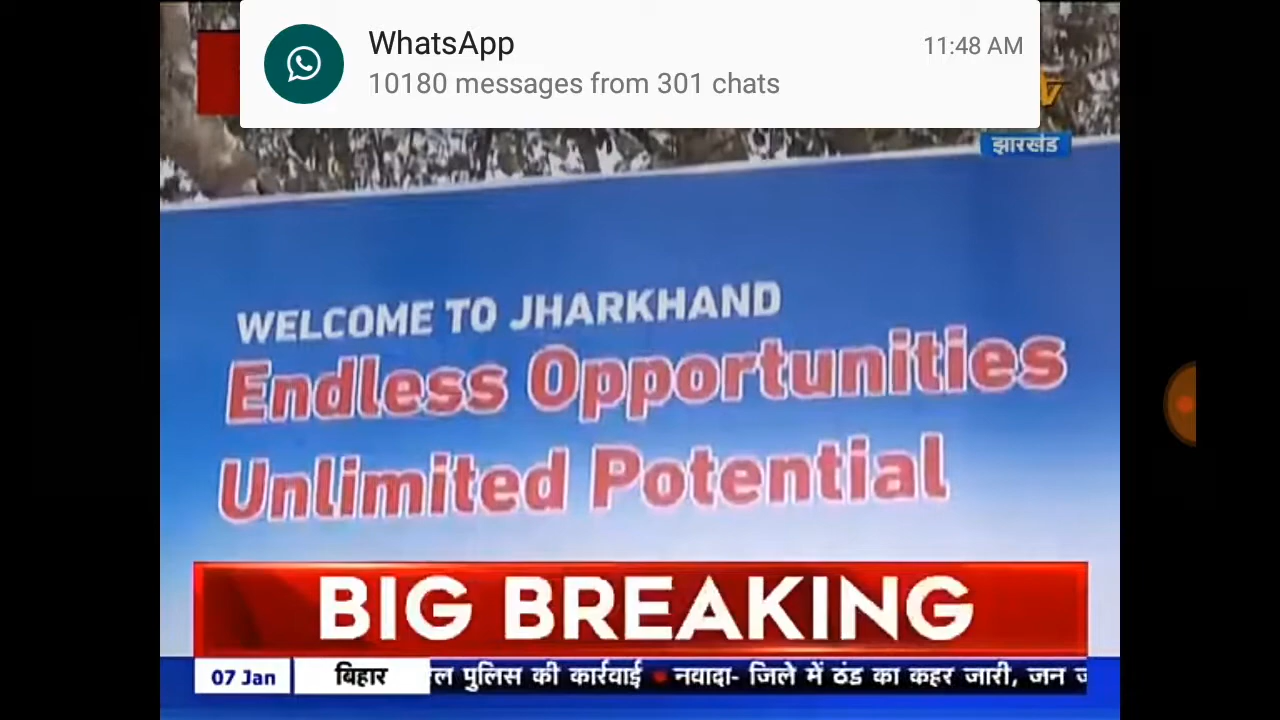 WhatsApp
11:48 AM
10180 messages from 301 chats
झारखंड
WELCOME TO JHARKHAND
Endless Opportunities
Unlimited Potential
BIG BREAKING
07 Jan
बिहार
ल पुलिस की कार्रवाई • नवादा- जिले में ठंड का कहर जारी, जन